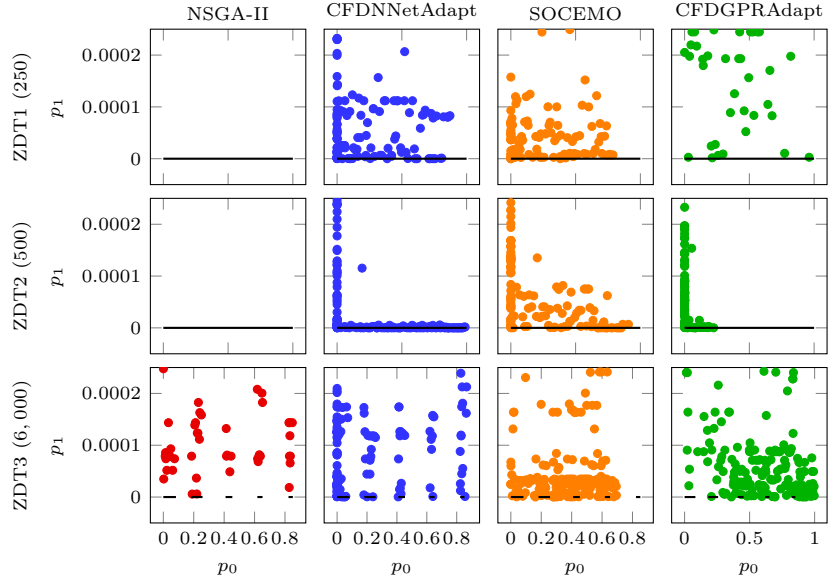 NSGA-II CFDNNetAdapt SOCEMO CFDGPRAdapt
ZDT1 (250)
p₁
0.0002
0.0001
0
ZDT2 (500)
p₁
0.0002
0.0001
0
ZDT3 (6, 000)
p₁
0.0002
0.0001
0
0 0.2 0.4 0.6 0.8 0 0.2 0.4 0.6 0.8 0 0.2 0.4 0.6 0.8 0 0.5 1
p₀ p₀ p₀ p₀